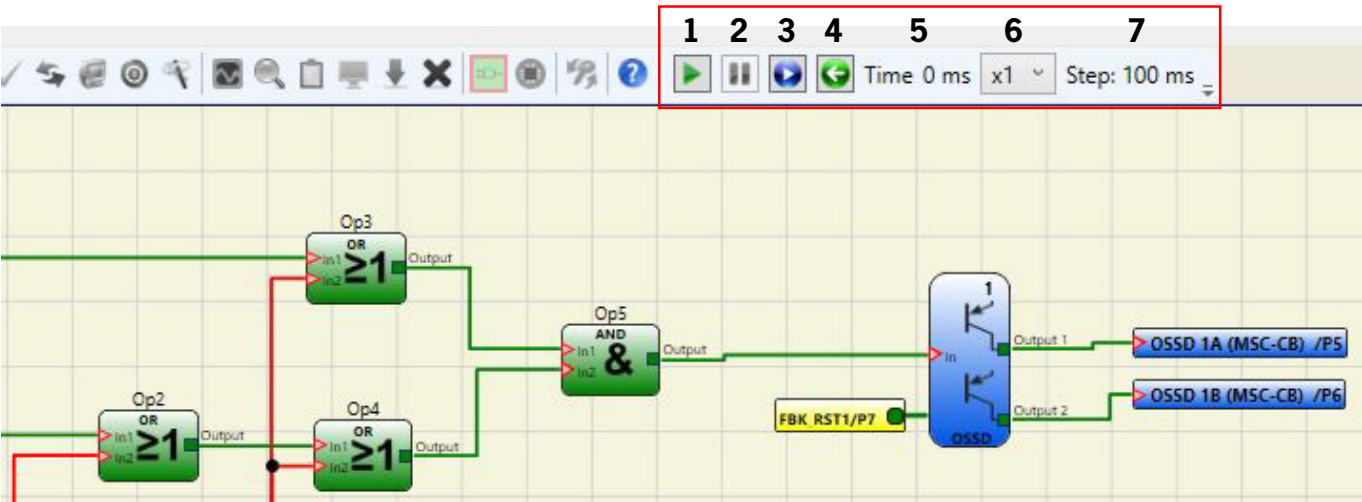 1 2 3 4 5 6 7
Time 0 ms x1 Step: 100 ms
Op3
OR
In1 ≥1 Output
In2
1
Op5
AND
In1 & Output
In2
In
Output 1
OSSD 1A (MSC-CB) /P5
Op2
OR
In1 ≥1 Output
In2
Op4
OR
In1 ≥1 Output
In2
FBK RST1/P7
Output 2
OSSD 1B (MSC-CB) /P6
OSSD